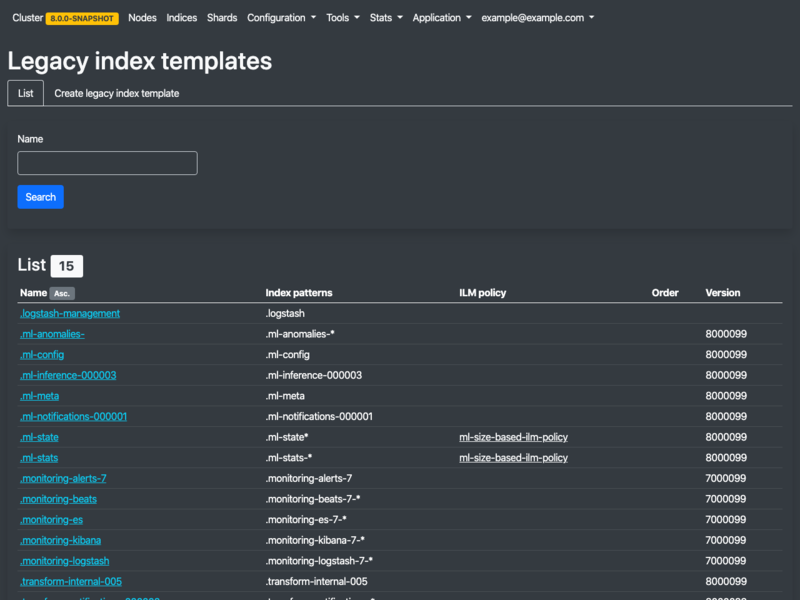 Cluster 8.0.0-SNAPSHOT Nodes Indices Shards Configuration Tools Stats Application example@example.com
Legacy index templates
List Create legacy index template
Name
Search
List 15
Name Asc. Index patterns ILM policy Order Version
.logstash-management .logstash
.ml-anomalies- .ml-anomalies-* 8000099
.ml-config .ml-config 8000099
.ml-inference-000003 .ml-inference-000003 8000099
.ml-meta .ml-meta 8000099
.ml-notifications-000001 .ml-notifications-000001 8000099
.ml-state .ml-state* ml-size-based-ilm-policy 8000099
.ml-stats .ml-stats-* ml-size-based-ilm-policy 8000099
.monitoring-alerts-7 .monitoring-alerts-7 7000099
.monitoring-beats .monitoring-beats-7-* 7000099
.monitoring-es .monitoring-es-7-* 7000099
.monitoring-kibana .monitoring-kibana-7-* 7000099
.monitoring-logstash .monitoring-logstash-7-* 7000099
.transform-internal-005 .transform-internal-005 8000099